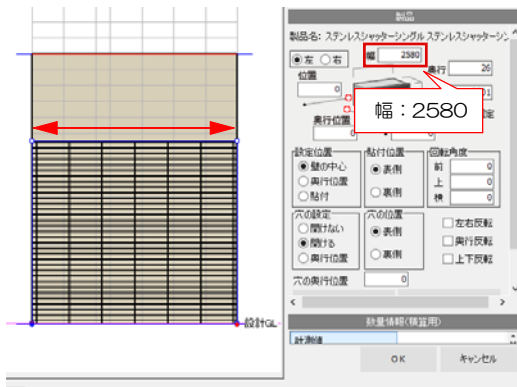 製品
製品名: ステンレスシャッターシングル ステンレスシャッターシン
左 右
幅 2580
奥行 26
位置
0
01
幅：2580
奥行位置
0
設定位置
壁の中心
奥行位置
貼付
貼付位置
表側
裏側
回転角度
前 0
上 0
横 0
穴の設定
開けない
開ける
奥行位置
穴の位置
表側
裏側
左右反転
奥行反転
上下反転
穴の奥行位置 0
設計GL
数量情報(積算用)
計測値
OK キャンセル